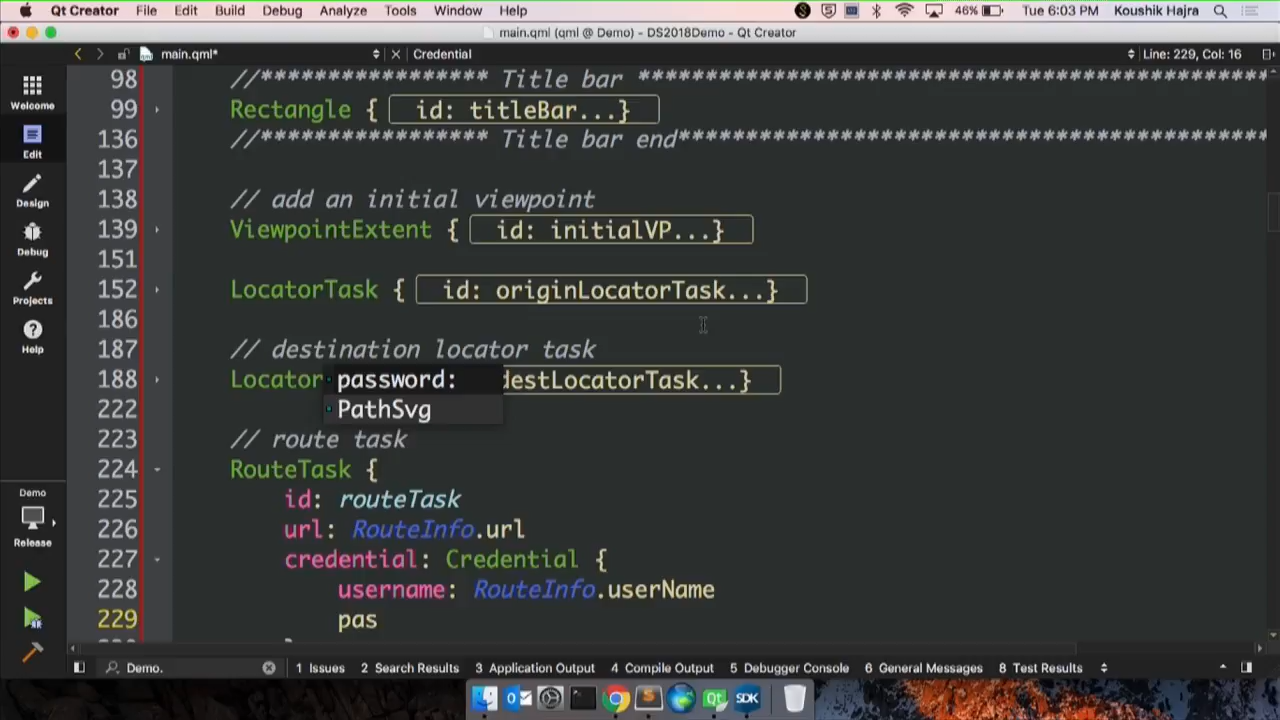 Qt Creator File Edit Build Debug Analyze Tools Window Help 46% Tue 6:03 PM Koushik Hajra
main.qml (qml @ Demo) - DS2018Demo - Qt Creator
main.qml* Credential Line: 229, Col: 16
98 //***************** Title bar ***********************************************
99 Rectangle { id: titleBar...}
136 //***************** Title bar end********************************************
137
138 // add an initial viewpoint
139 ViewpointExtent { id: initialVP...}
151
152 LocatorTask { id: originLocatorTask...}
186
187 // destination locator task
188 Locator destLocatorTask...}
password:
PathSvg
222
223 // route task
224 RouteTask {
225 id: routeTask
226 url: RouteInfo.url
227 credential: Credential {
228 username: RouteInfo.userName
229 pas
Welcome
Edit
Design
Debug
Projects
Help
Demo
Release
Demo. 1 Issues 2 Search Results 3 Application Output 4 Compile Output 5 Debugger Console 6 General Messages 8 Test Results
SDK